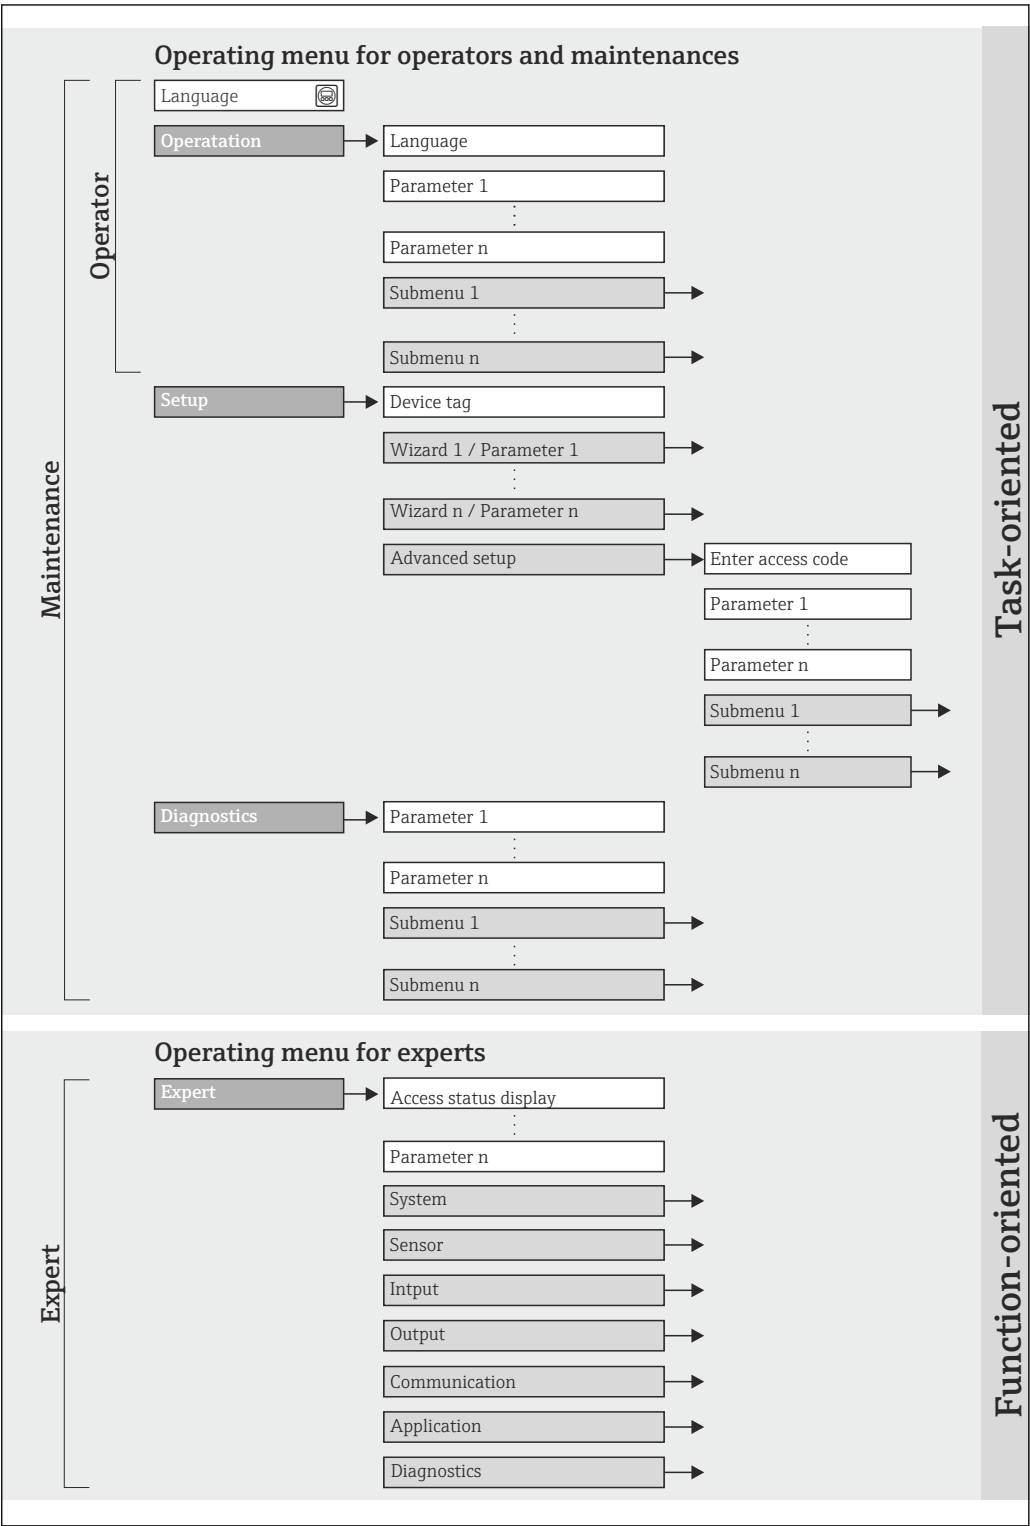 Operating menu for operators and maintenances
Language
Operatation
Language
Parameter 1
Parameter n
Submenu 1
Submenu n
Operator
Setup
Device tag
Wizard 1 / Parameter 1
Wizard n / Parameter n
Advanced setup
Enter access code
Parameter 1
Parameter n
Submenu 1
Submenu n
Diagnostics
Parameter 1
Parameter n
Submenu 1
Submenu n
Maintenance
Task-oriented
Operating menu for experts
Expert
Access status display
Parameter n
System
Sensor
Intput
Output
Communication
Application
Diagnostics
Expert
Function-oriented